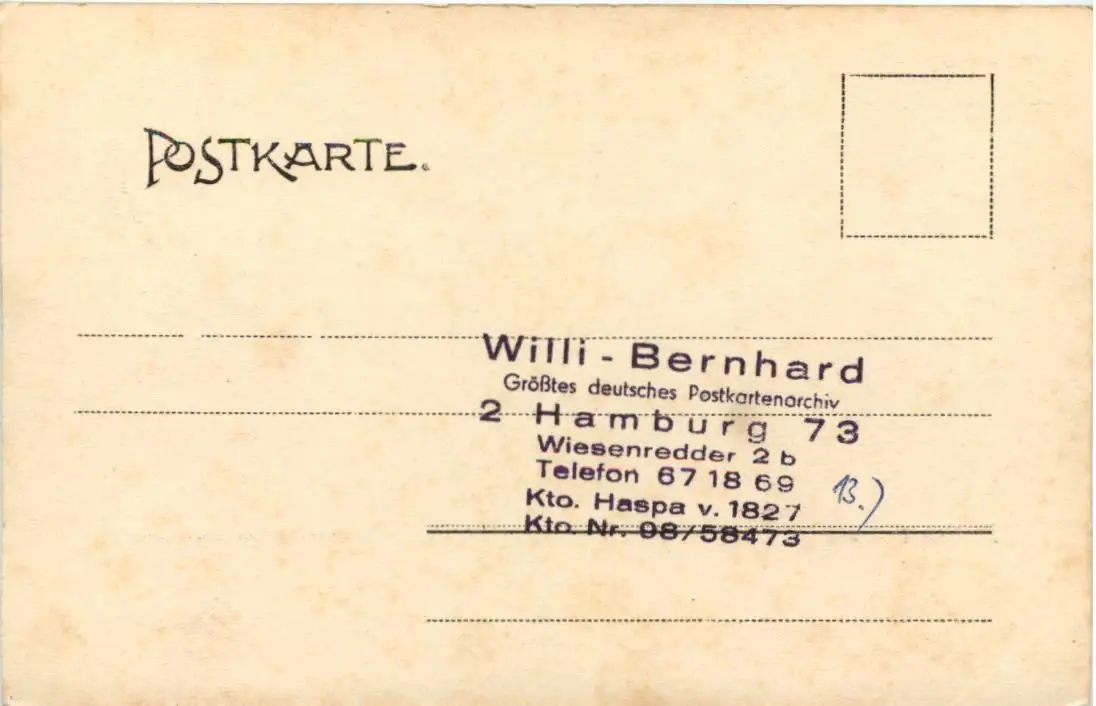 POSTKARTE.
Willi - Bernhard
Größtes deutsches Postkartenarchiv
2 Hamburg 73
Wiesenredder 2 b
Telefon 67 18 69
Kto. Haspa v. 1827
Kto. Nr. 08/58473
13.)